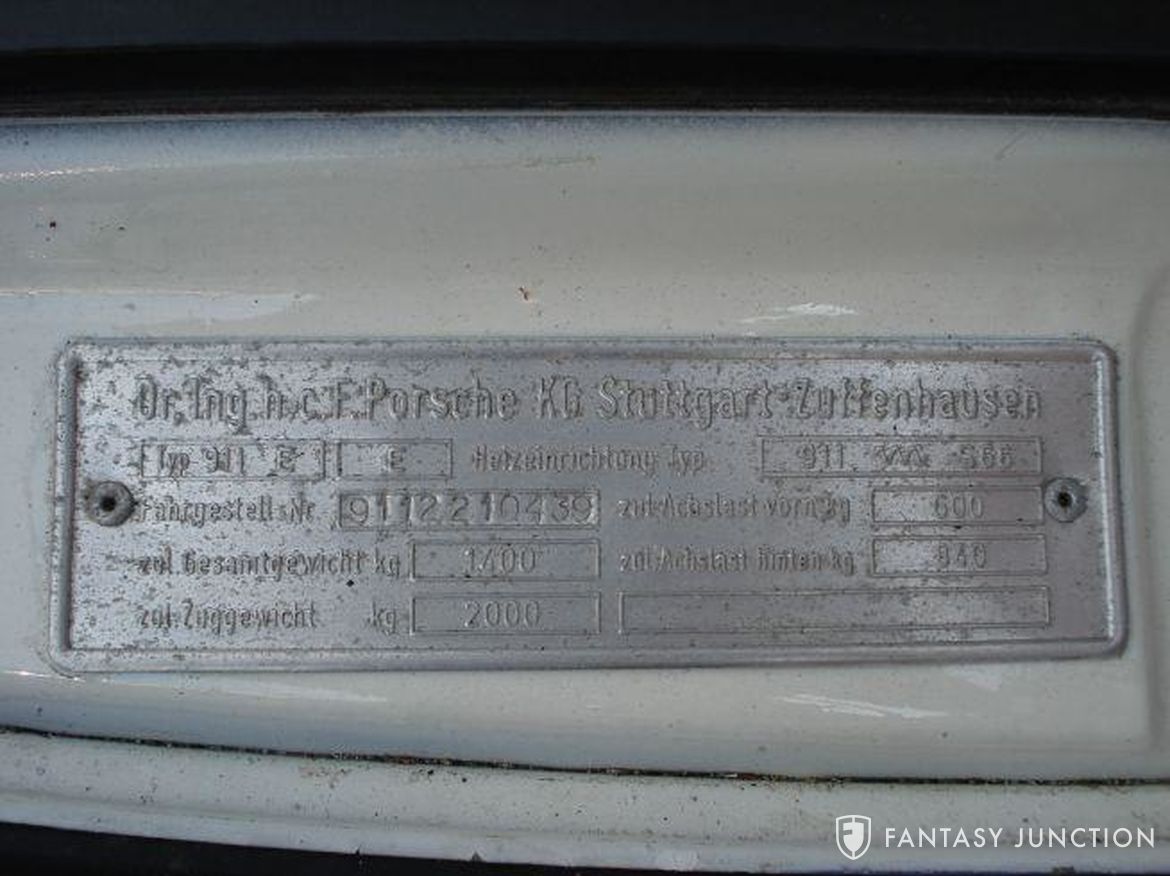 Dr. Ing. h.c. F. Porsche KG Stuttgart-Zuffenhausen
Typ 911 E E Heizeinrichtung Typ 911 S66
Fahrgestell-Nr 9112210439 zul. Achslast vorn kg 600
zul. Gesamtgewicht kg 1400 zul. Achslast hinten kg 840
zul. Zuggewicht kg 2000
FANTASY JUNCTION